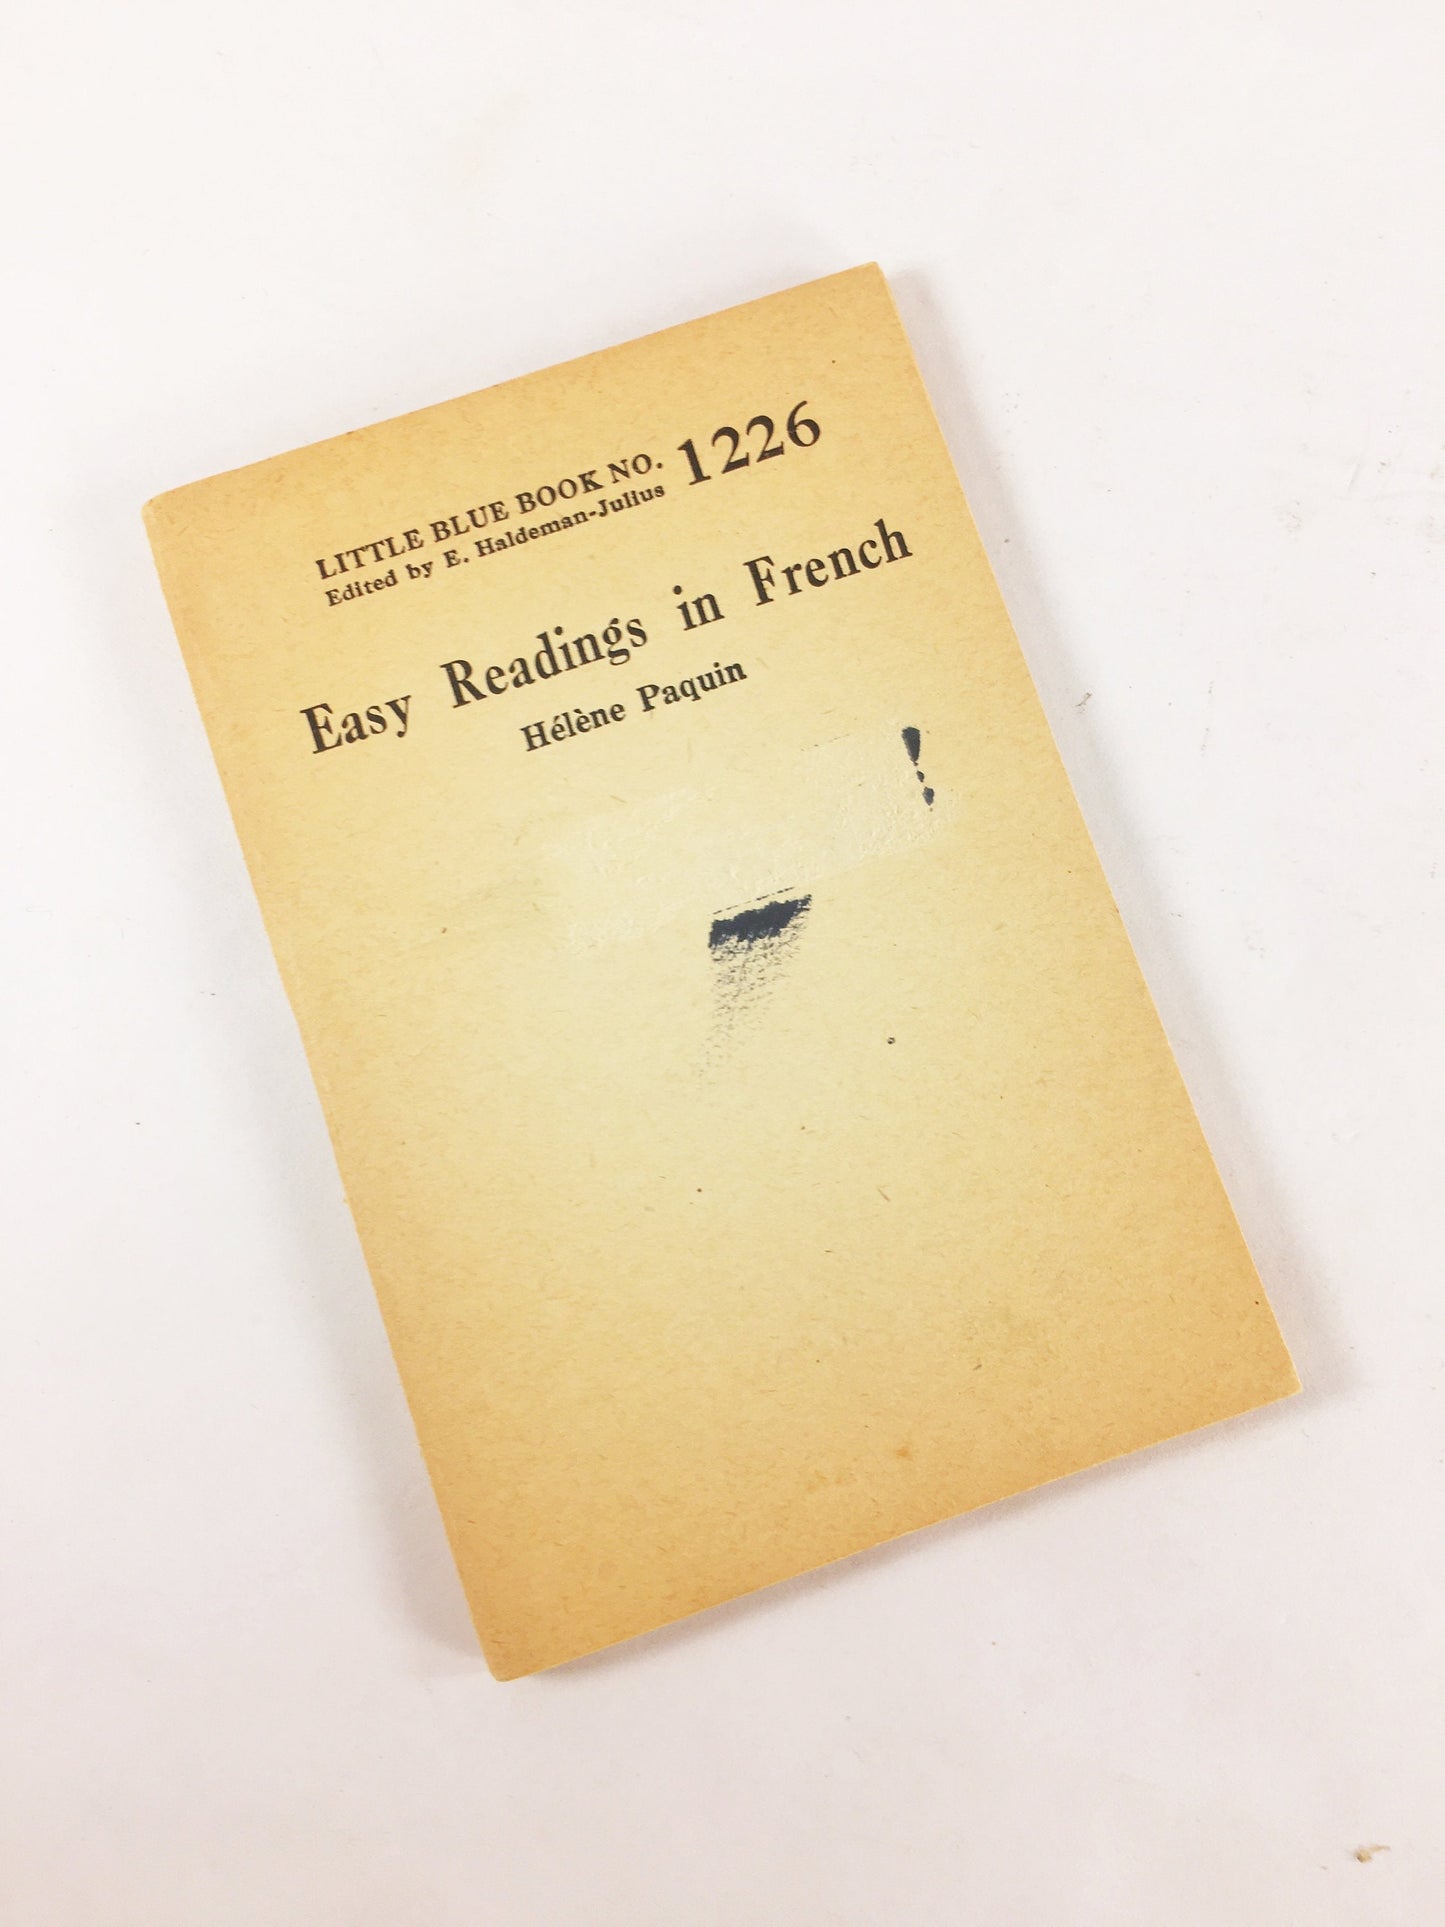 LITTLE BLUE BOOK NO. 1226
Edited by E. Haldeman-Julius
Easy Readings in French
Hélène Paquin